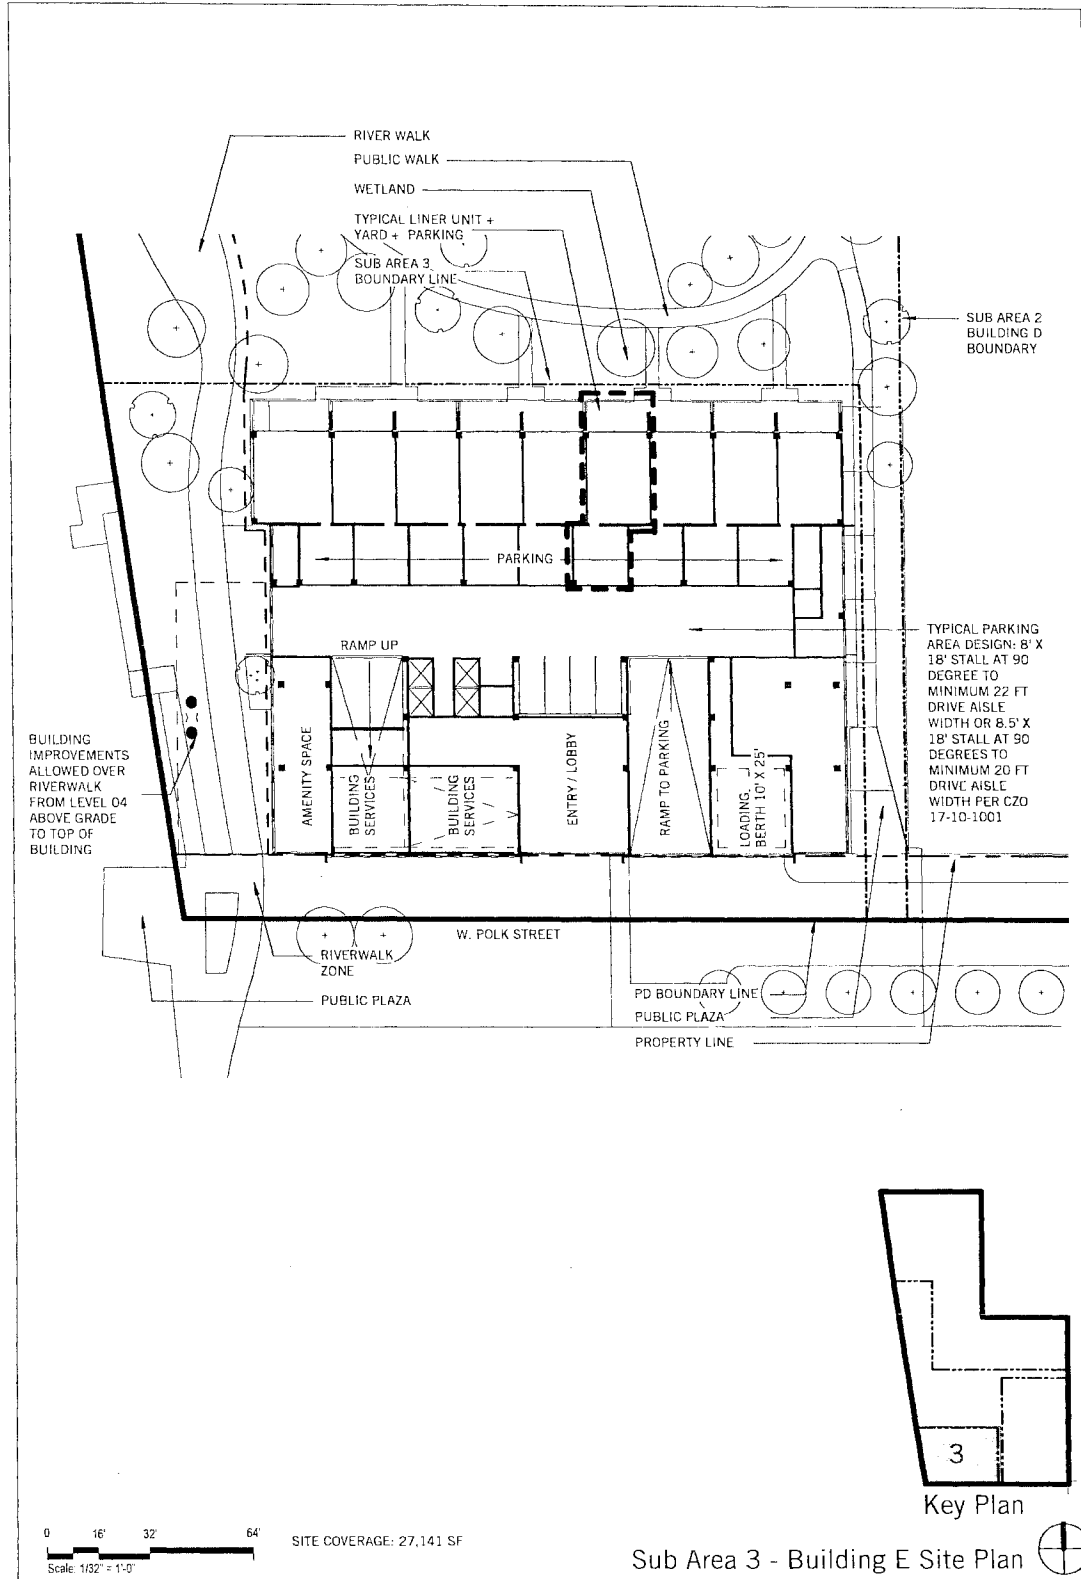 RIVER WALK
PUBLIC WALK
WETLAND
TYPICAL LINER UNIT +
YARD + PARKING
SUB AREA 3
BOUNDARY LINE
SUB AREA 2
BUILDING D
BOUNDARY
PARKING
RAMP UP
TYPICAL PARKING
AREA DESIGN: 8' X
18' STALL AT 90
DEGREE TO
MINIMUM 22 FT
DRIVE AISLE
WIDTH OR 8.5' X
18' STALL AT 90
DEGREES TO
MINIMUM 20 FT
DRIVE AISLE
WIDTH PER CZO
17-10-1001
BUILDING
IMPROVEMENTS
ALLOWED OVER
RIVERWALK
FROM LEVEL 04
ABOVE GRADE
TO TOP OF
BUILDING
AMENITY SPACE
BUILDING
SERVICES
BUILDING
SERVICES
ENTRY / LOBBY
RAMP TO PARKING
LOADING
BERTH 10' X 25'
W. POLK STREET
RIVERWALK
ZONE
PUBLIC PLAZA
PD BOUNDARY LINE
PUBLIC PLAZA
PROPERTY LINE
3
Key Plan
0 16' 32' 64'
Scale: 1/32" = 1'-0"
SITE COVERAGE: 27,141 SF
Sub Area 3 - Building E Site Plan